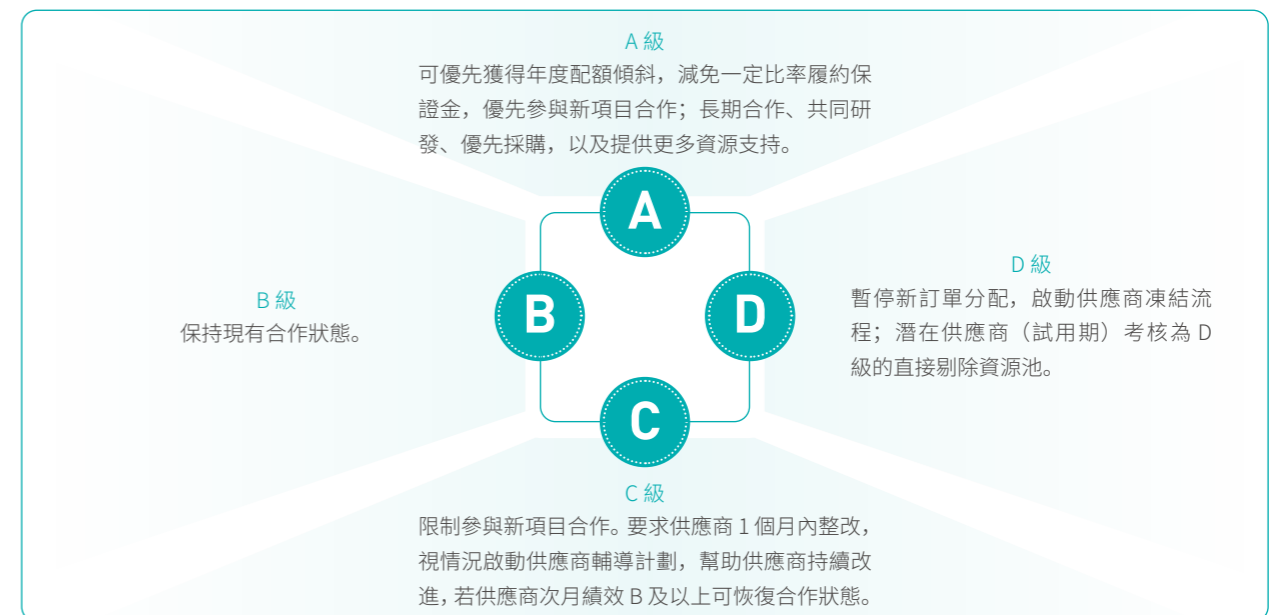 A 級
可優先獲得年度配額傾斜，減免一定比率履約保
證金，優先參與新項目合作；長期合作、共同研
發、優先採購，以及提供更多資源支持。
A
B 級
保持現有合作狀態。
B
D
D 級
暫停新訂單分配，啟動供應商凍結流
程；潛在供應商（試用期）考核為 D
級的直接剔除資源池。
C
C 級
限制參與新項目合作。要求供應商 1 個月內整改，
視情況啟動供應商輔導計劃，幫助供應商持續改
進，若供應商次月績效 B 及以上可恢復合作狀態。